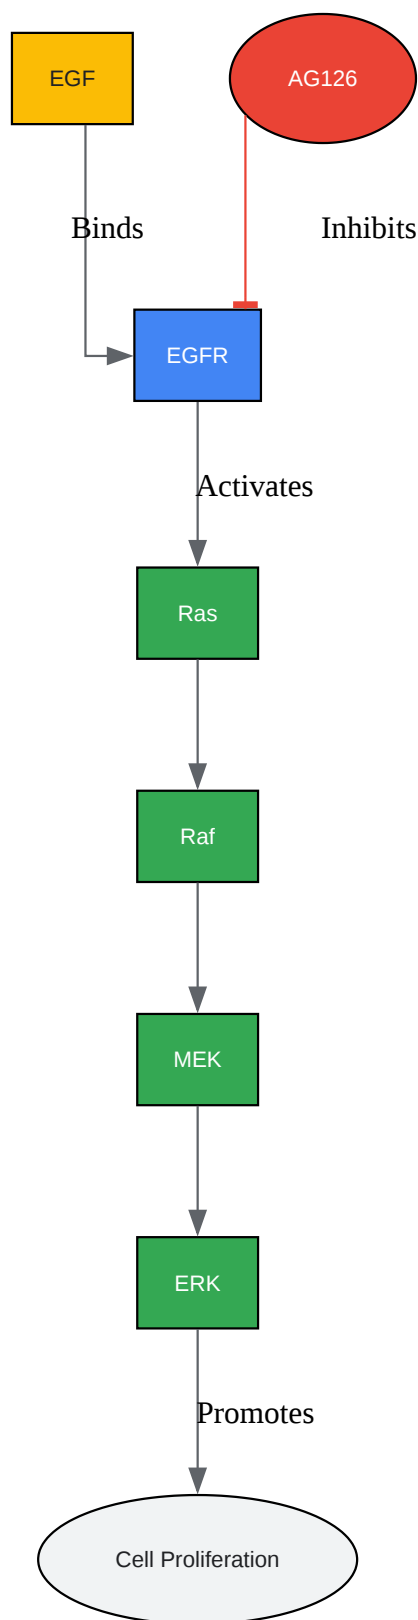 EGF
AG126
Binds
Inhibits
EGFR
Activates
Ras
Raf
MEK
ERK
Promotes
Cell Proliferation